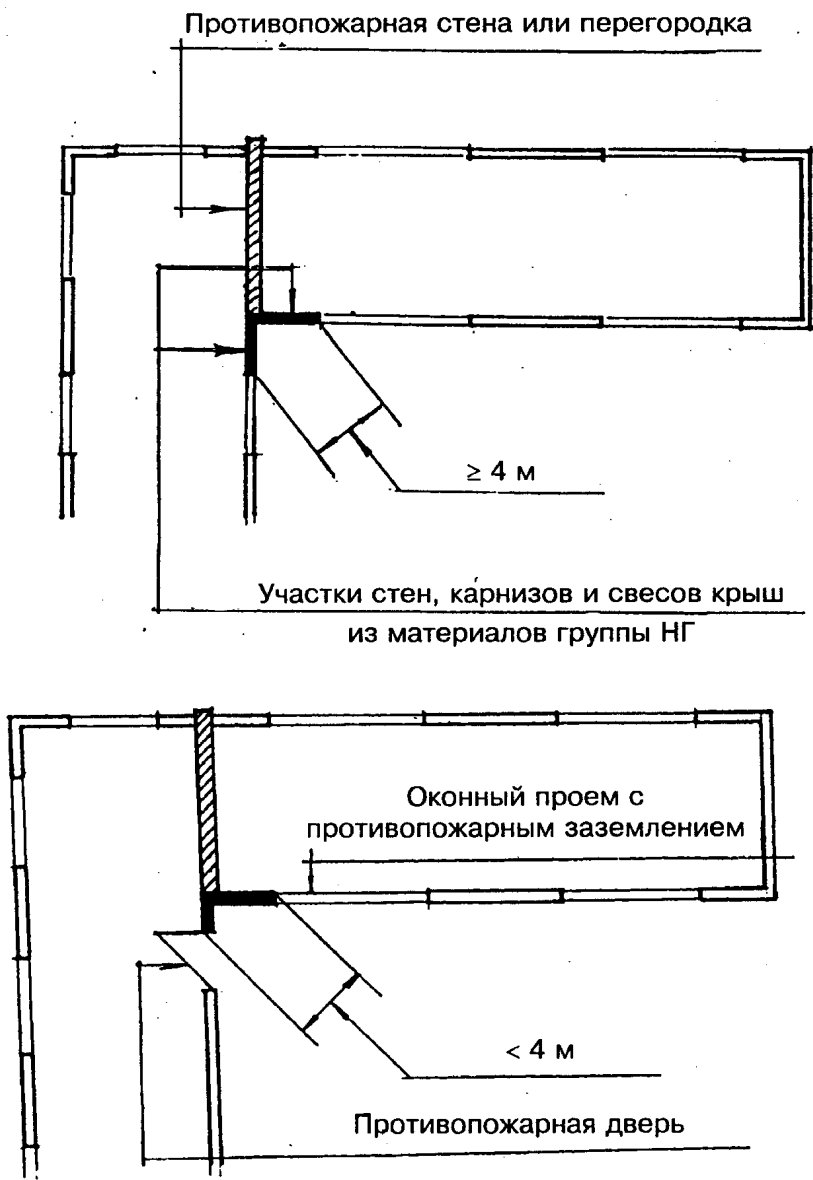 Противопожарная стена или перегородка
≥ 4 м
Участки стен, карнизов и свесов крыш
из материалов группы НГ
Оконный проем с
противопожарным заземлением
< 4 м
Противопожарная дверь